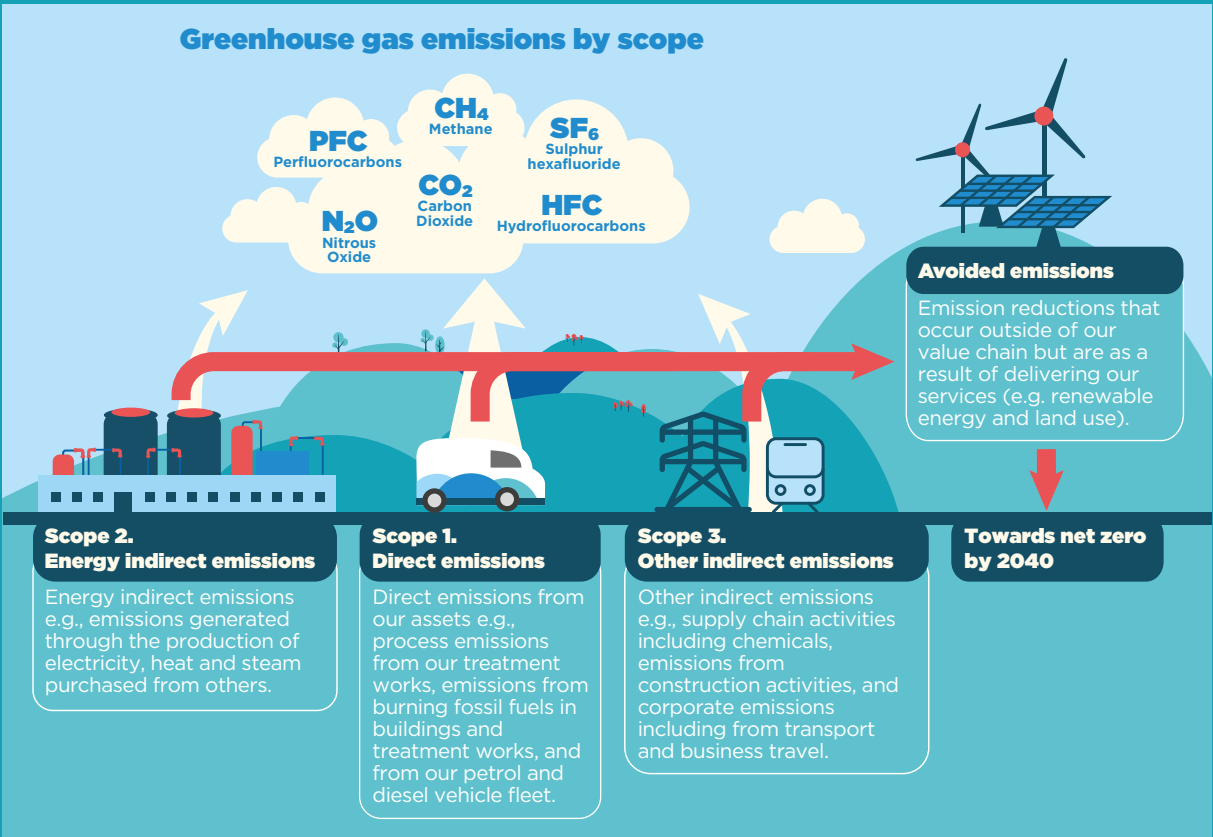 Greenhouse gas emissions by scope
CH₄
Methane
PFC
Perfluorocarbons
SF₆
Sulphur
hexafluoride
CO₂
Carbon
Dioxide
HFC
Hydrofluorocarbons
N₂O
Nitrous
Oxide
Avoided emissions
Emission reductions that
occur outside of our
value chain but are as a
result of delivering our
services (e.g. renewable
energy and land use).
Scope 2.
Energy indirect emissions
Energy indirect emissions
e.g., emissions generated
through the production of
electricity, heat and steam
purchased from others.
Scope 1.
Direct emissions
Direct emissions from
our assets e.g.,
process emissions
from our treatment
works, emissions from
burning fossil fuels in
buildings and
treatment works, and
from our petrol and
diesel vehicle fleet.
Scope 3.
Other indirect emissions
Other indirect emissions
e.g., supply chain activities
including chemicals,
emissions from
construction activities, and
corporate emissions
including from transport
and business travel.
Towards net zero
by 2040